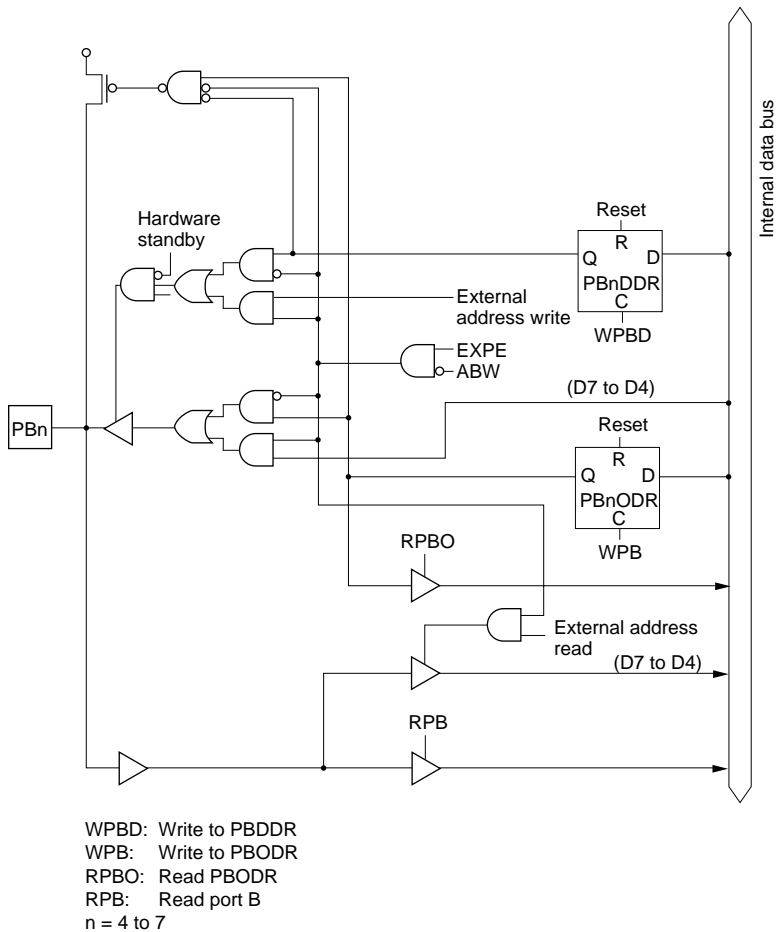 Internal data bus
Hardware
standby
Reset
R
Q
D
PBnDDR
C
WPBD
External
address write
EXPE
ABW
(D7 to D4)
PBn
Reset
R
Q
D
PBnODR
C
WPB
RPBO
External address
read
(D7 to D4)
RPB
WPBD: Write to PBDDR
WPB: Write to PBODR
RPBO: Read PBODR
RPB: Read port B
n = 4 to 7